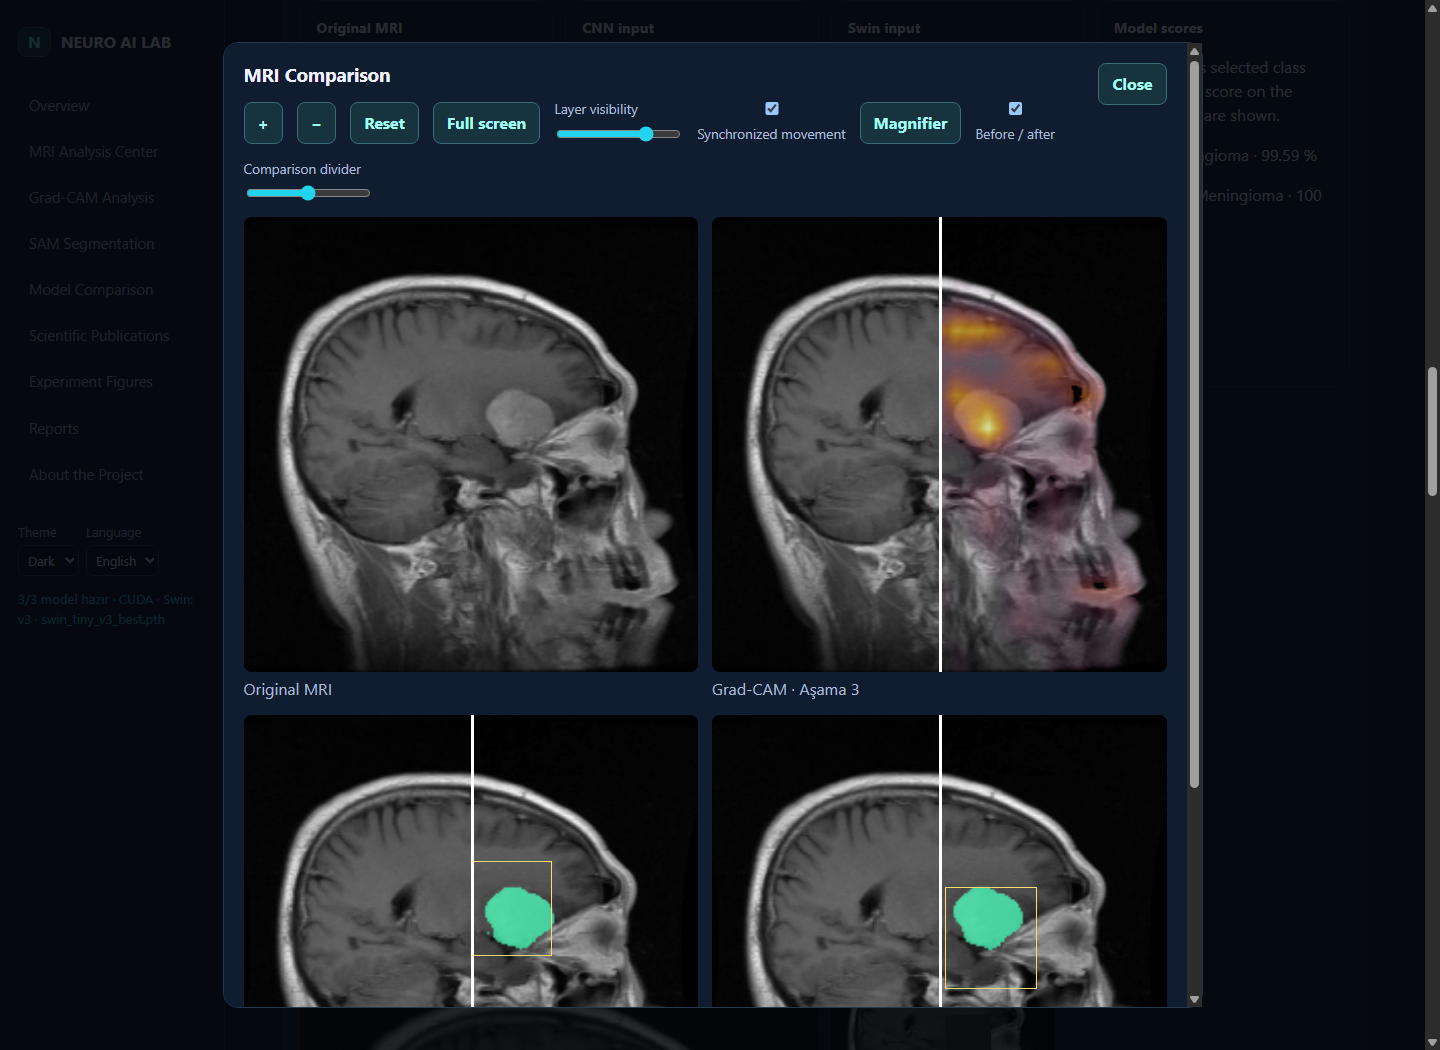 N NEURO AI LAB
Overview
MRI Analysis Center
Grad-CAM Analysis
SAM Segmentation
Model Comparison
Scientific Publications
Experiment Figures
Reports
About the Project
Theme Language
Dark English
3/3 model hazır · CUDA · Swin:
v3 · swin_tiny_v3_best.pth
Original MRI CNN input Swin input Model scores
s selected class
score on the
are shown.
gioma · 99.59 %
Meningioma · 100
MRI Comparison
Close
+ − Reset Full screen Layer visibility Synchronized movement Magnifier Before / after
Comparison divider
Original MRI
Grad-CAM · Aşama 3